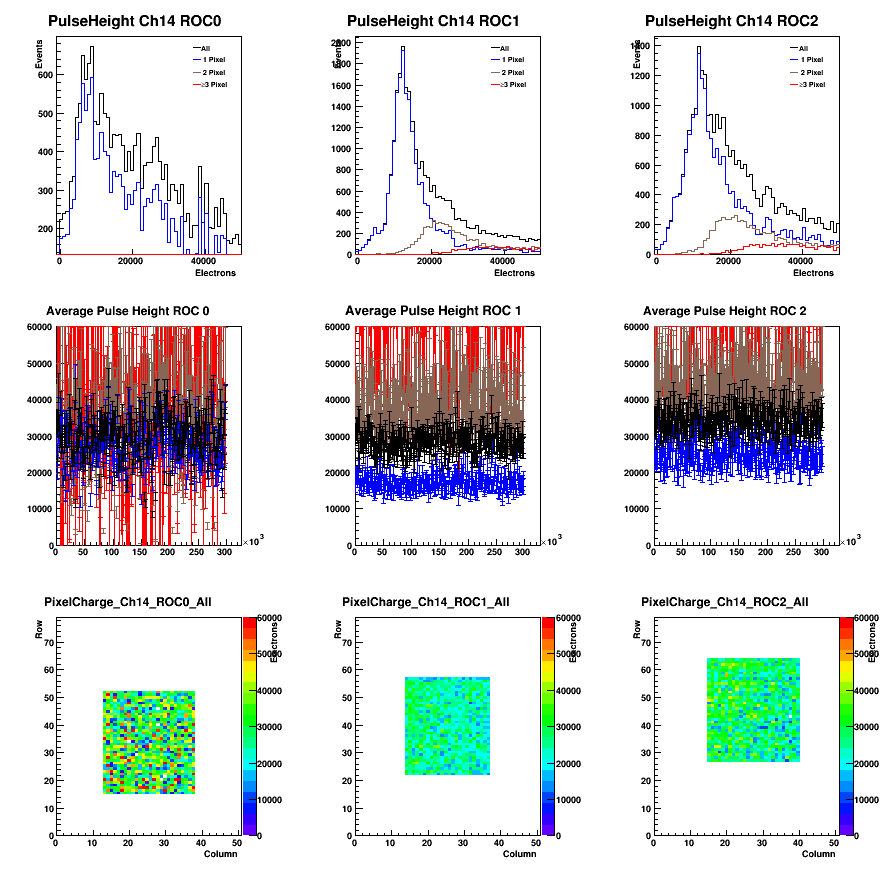 PulseHeight Ch14 ROC0
Events
All
1 Pixel
2 Pixel
≥3 Pixel
600
500
400
300
200
0
20000
40000
Electrons
PulseHeight Ch14 ROC1
Events
All
1 Pixel
2 Pixel
≥3 Pixel
2000
1800
1600
1400
1200
1000
800
600
400
200
0
0
20000
40000
Electrons
PulseHeight Ch14 ROC2
Events
All
1 Pixel
2 Pixel
≥3 Pixel
1400
1200
1000
800
600
400
200
0
0
20000
40000
Electrons
Average Pulse Height ROC 0
60000
50000
40000
30000
20000
10000
0
0 50 100 150 200 250 300
×10³
Average Pulse Height ROC 1
60000
50000
40000
30000
20000
10000
0
0 50 100 150 200 250 300
×10³
Average Pulse Height ROC 2
60000
50000
40000
30000
20000
10000
0
0 50 100 150 200 250 300
×10³
PixelCharge_Ch14_ROC0_All
Row
70
60
50
40
30
20
10
0
0 10 20 30 40 50
Column
60000
50000
40000
30000
20000
10000
0
Electrons
PixelCharge_Ch14_ROC1_All
Row
70
60
50
40
30
20
10
0
0 10 20 30 40 50
Column
60000
50000
40000
30000
20000
10000
0
Electrons
PixelCharge_Ch14_ROC2_All
Row
70
60
50
40
30
20
10
0
0 10 20 30 40 50
Column
60000
50000
40000
30000
20000
10000
0
Electrons